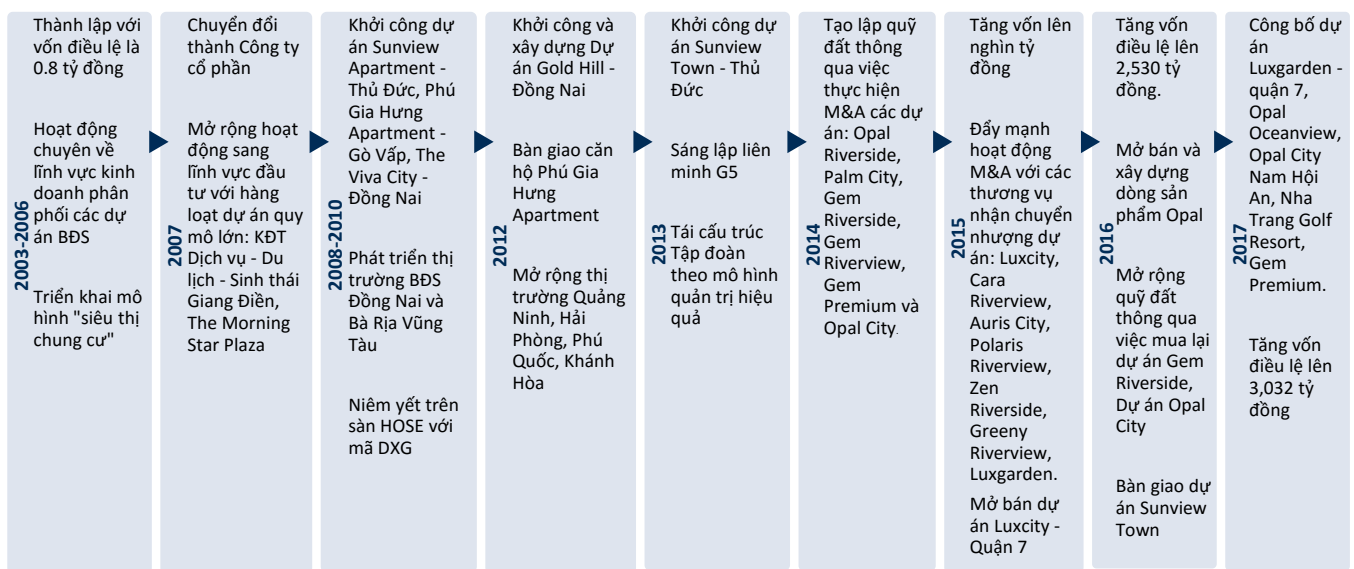 2003-2006
Thành lập với
vốn điều lệ là
0.8 tỷ đồng
Hoạt động
chuyên về
lĩnh vực kinh
doanh phân
phối các dự
án BĐS
Triển khai mô
hình "siêu thị
chung cư"
2007
Chuyển đổi
thành Công ty
cổ phần
Mở rộng hoạt
động sang
lĩnh vực đầu
tư với hàng
loạt dự án quy
mô lớn: KĐT
Dịch vụ - Du
lịch - Sinh thái
Giang Điền,
The Morning
Star Plaza
2008-2010
Khởi công dự
án Sunview
Apartment -
Thủ Đức, Phú
Gia Hưng
Apartment -
Gò Vấp, The
Viva City -
Đồng Nai
Phát triển thị
trường BĐS
Đồng Nai và
Bà Rịa Vũng
Tàu
Niêm yết trên
sàn HOSE với
mã DXG
2012
Khởi công và
xây dựng Dự
án Gold Hill -
Đồng Nai
Bàn giao căn
hộ Phú Gia
Hưng
Apartment
Mở rộng thị
trường Quảng
Ninh, Hải
Phòng, Phú
Quốc, Khánh
Hòa
2013
Khởi công dự
án Sunview
Town - Thủ
Đức
Sáng lập liên
minh G5
Tái cấu trúc
Tập đoàn
theo mô hình
quản trị hiệu
quả
2014
Tạo lập quỹ
đất thông
qua việc
thực hiện
M&A các dự
án: Opal
Riverside,
Palm City,
Gem
Riverside,
Gem
Riverview,
Gem
Premium và
Opal City.
2015
Tăng vốn lên
nghìn tỷ
đồng
Đẩy mạnh
hoạt động
M&A với các
thương vụ
nhận chuyển
nhượng dự
án: Luxcity,
Cara
Riverview,
Auris City,
Polaris
Riverview,
Zen
Riverside,
Greeny
Riverview,
Luxgarden.
Mở bán dự
án Luxcity -
Quận 7
2016
Tăng vốn
điều lệ lên
2,530 tỷ
đồng.
Mở bán và
xây dựng
dòng sản
phẩm Opal
Mở rộng
quỹ đất
thông qua
việc mua lại
dự án Gem
Riverside,
Dự án Opal
City
Bàn giao dự
án Sunview
Town
2017
Công bố dự
án
Luxgarden -
quận 7,
Opal
Oceanview,
Opal City
Nam Hội
An, Nha
Trang Golf
Resort,
Gem
Premium.
Tăng vốn
điều lệ lên
3,032 tỷ
đồng